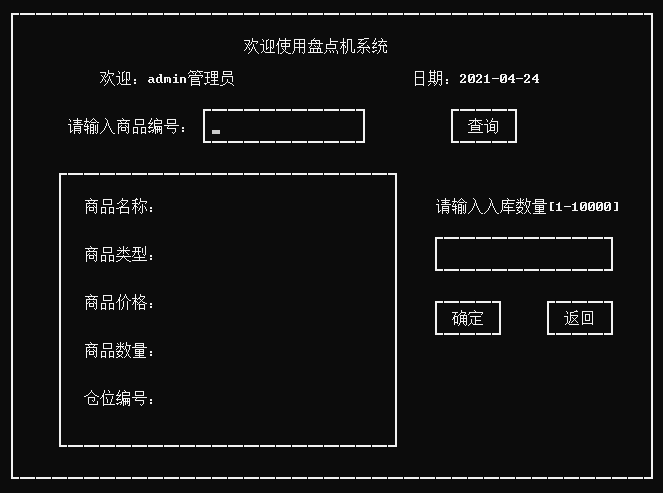 欢迎使用盘点机系统
欢迎：admin管理员 日期：2021-04-24
请输入商品编号： 查询
商品名称：
请输入入库数量[1-10000]
商品类型：
商品价格：
确定 返回
商品数量：
仓位编号：